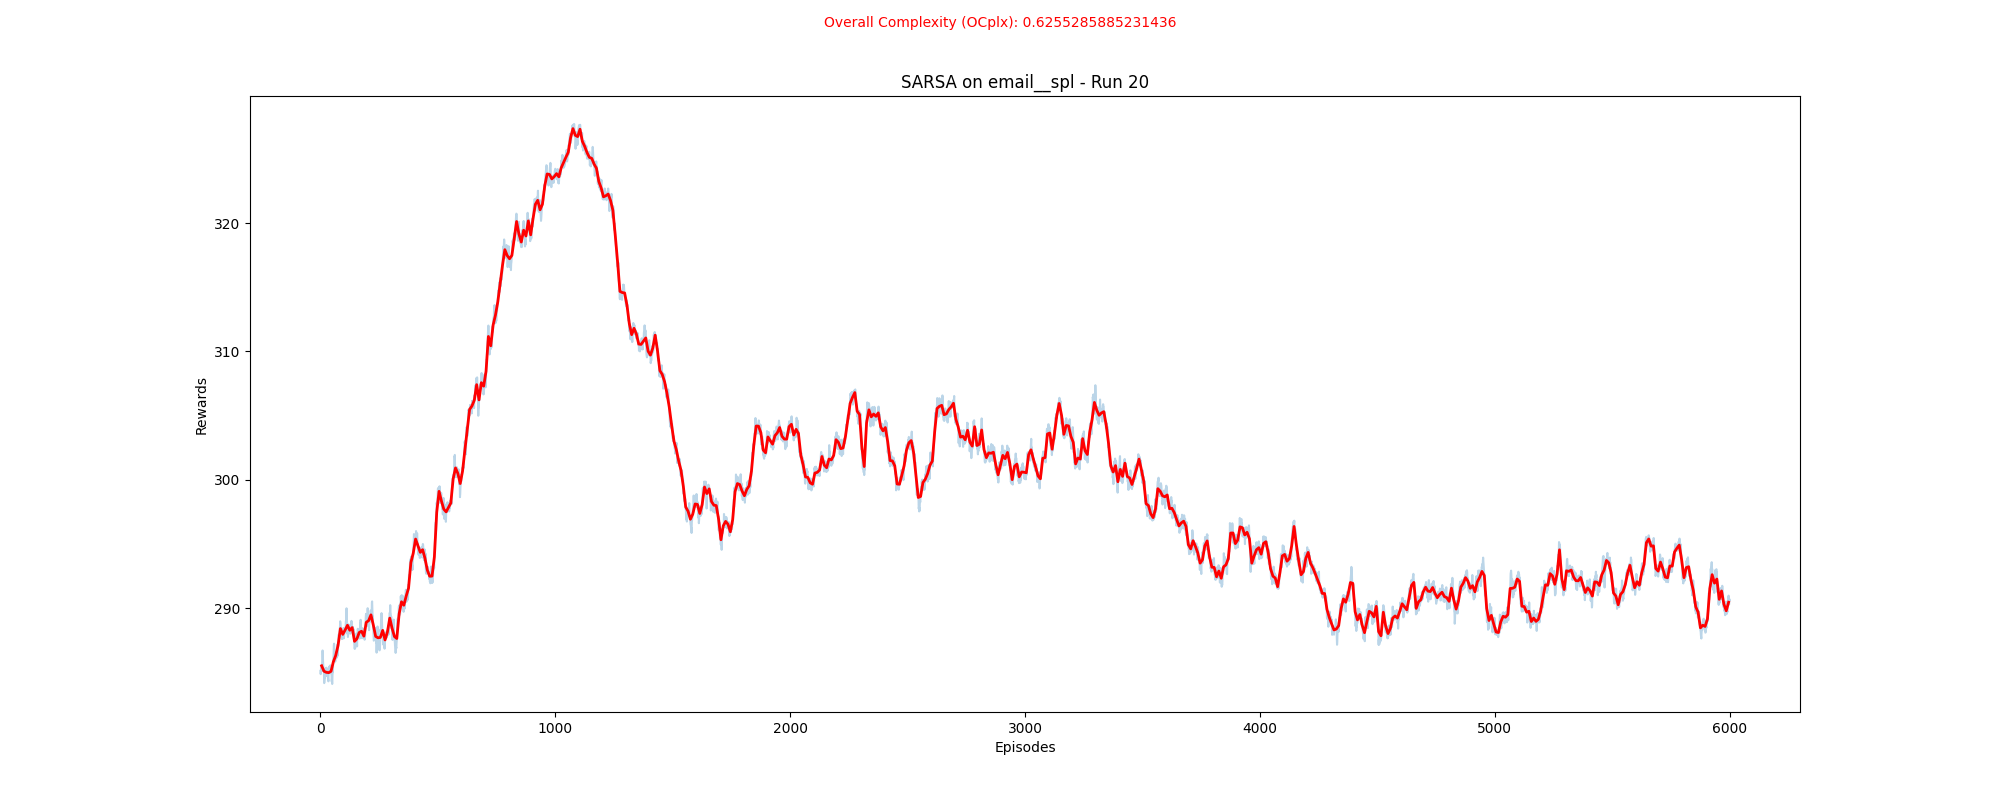 Overall Complexity (OCplx): 0.6255285885231436
SARSA on email__spl - Run 20
320
310
300
290
Rewards
0 1000 2000 3000 4000 5000 6000
Episodes